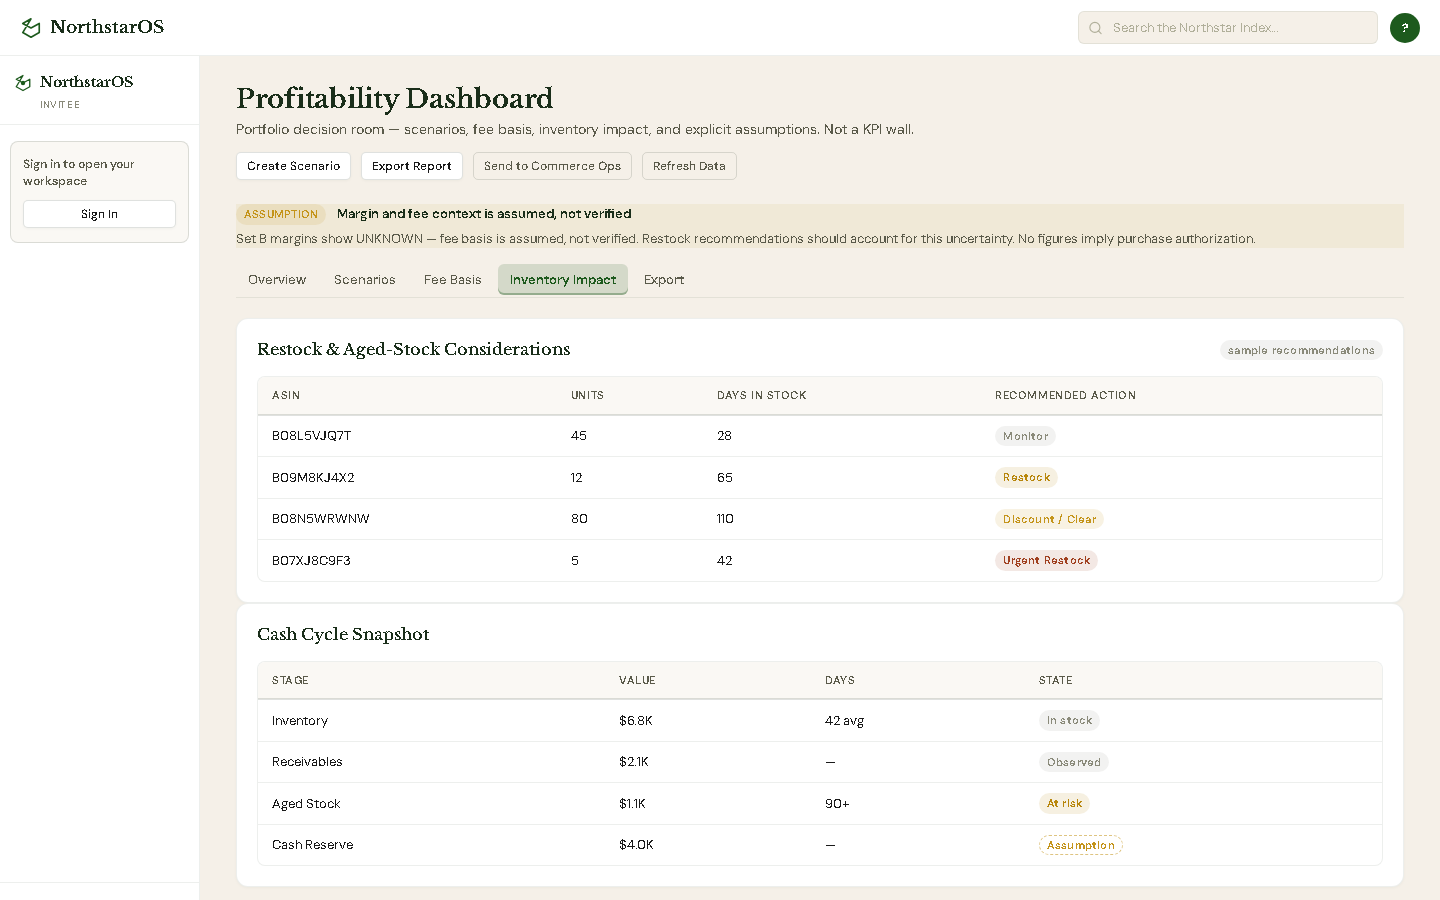 NorthstarOS
Search the Northstar Index...
?
NorthstarOS
INVITEE
Sign in to open your
workspace
Sign In
Profitability Dashboard
Portfolio decision room — scenarios, fee basis, inventory impact, and explicit assumptions. Not a KPI wall.
Create Scenario
Export Report
Send to Commerce Ops
Refresh Data
ASSUMPTION Margin and fee context is assumed, not verified
Set B margins show UNKNOWN — fee basis is assumed, not verified. Restock recommendations should account for this uncertainty. No figures imply purchase authorization.
Overview Scenarios Fee Basis Inventory Impact Export
Restock & Aged-Stock Considerations
sample recommendations
ASIN UNITS DAYS IN STOCK RECOMMENDED ACTION
B08L5VJQ7T 45 28 Monitor
B09M8KJ4X2 12 65 Restock
B08N5WRWNW 80 110 Discount / Clear
B07XJ8C9F3 5 42 Urgent Restock
Cash Cycle Snapshot
STAGE VALUE DAYS STATE
Inventory $6.8K 42 avg In stock
Receivables $2.1K — Observed
Aged Stock $1.1K 90+ At risk
Cash Reserve $4.0K — Assumption